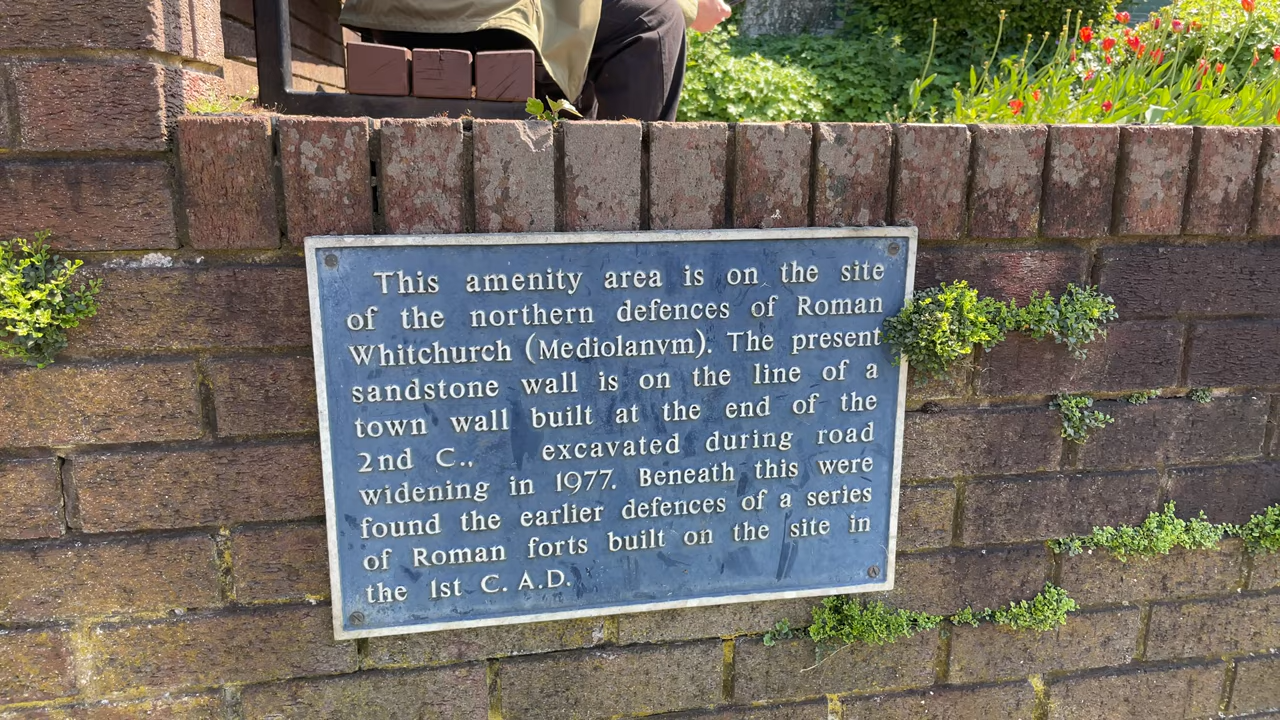 This amenity area is on the site
of the northern defences of Roman
Whitchurch (Mediolanvm). The present
sandstone wall is on the line of a
town wall built at the end of the
2nd C., excavated during road
widening in 1977. Beneath this were
found the earlier defences of a series
of Roman forts built on the site in
the 1st C. A.D.